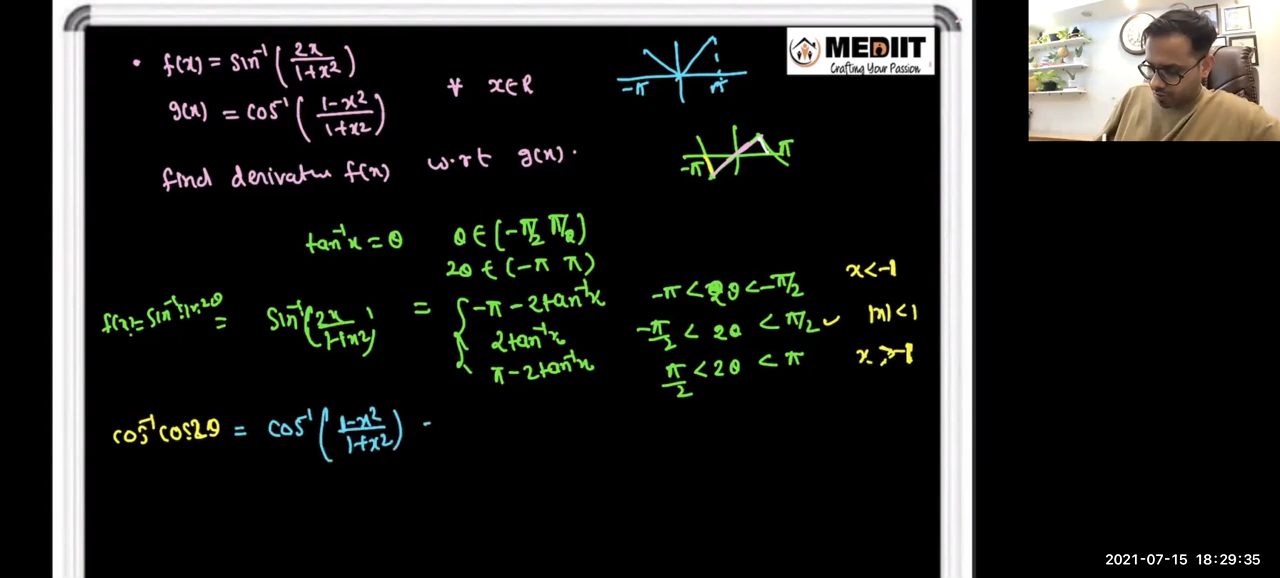 • f(x) = sin⁻¹ (2x/1+x²)
g(x) = cos⁻¹ (1-x²/1+x²) ∀ x∈R
find derivative f(x) w.r.t g(x).
MEDIIT
Crafting Your Passion
-π π
-π π
tan⁻¹x = θ θ ∈ (-π/2 π/2)
2θ ∈ (-π π)
f(x) = sin⁻¹ sin 2θ = sin⁻¹(2x/1+x²) = { -π - 2tan⁻¹x -π < 2θ < -π/2 x < -1
2tan⁻¹x -π/2 < 2θ < π/2 ✓ |x| < 1
π - 2tan⁻¹x π/2 < 2θ < π
cos⁻¹ cos 2θ = cos⁻¹ (1-x²/1+x²) -
2021-07-15 18:29:35